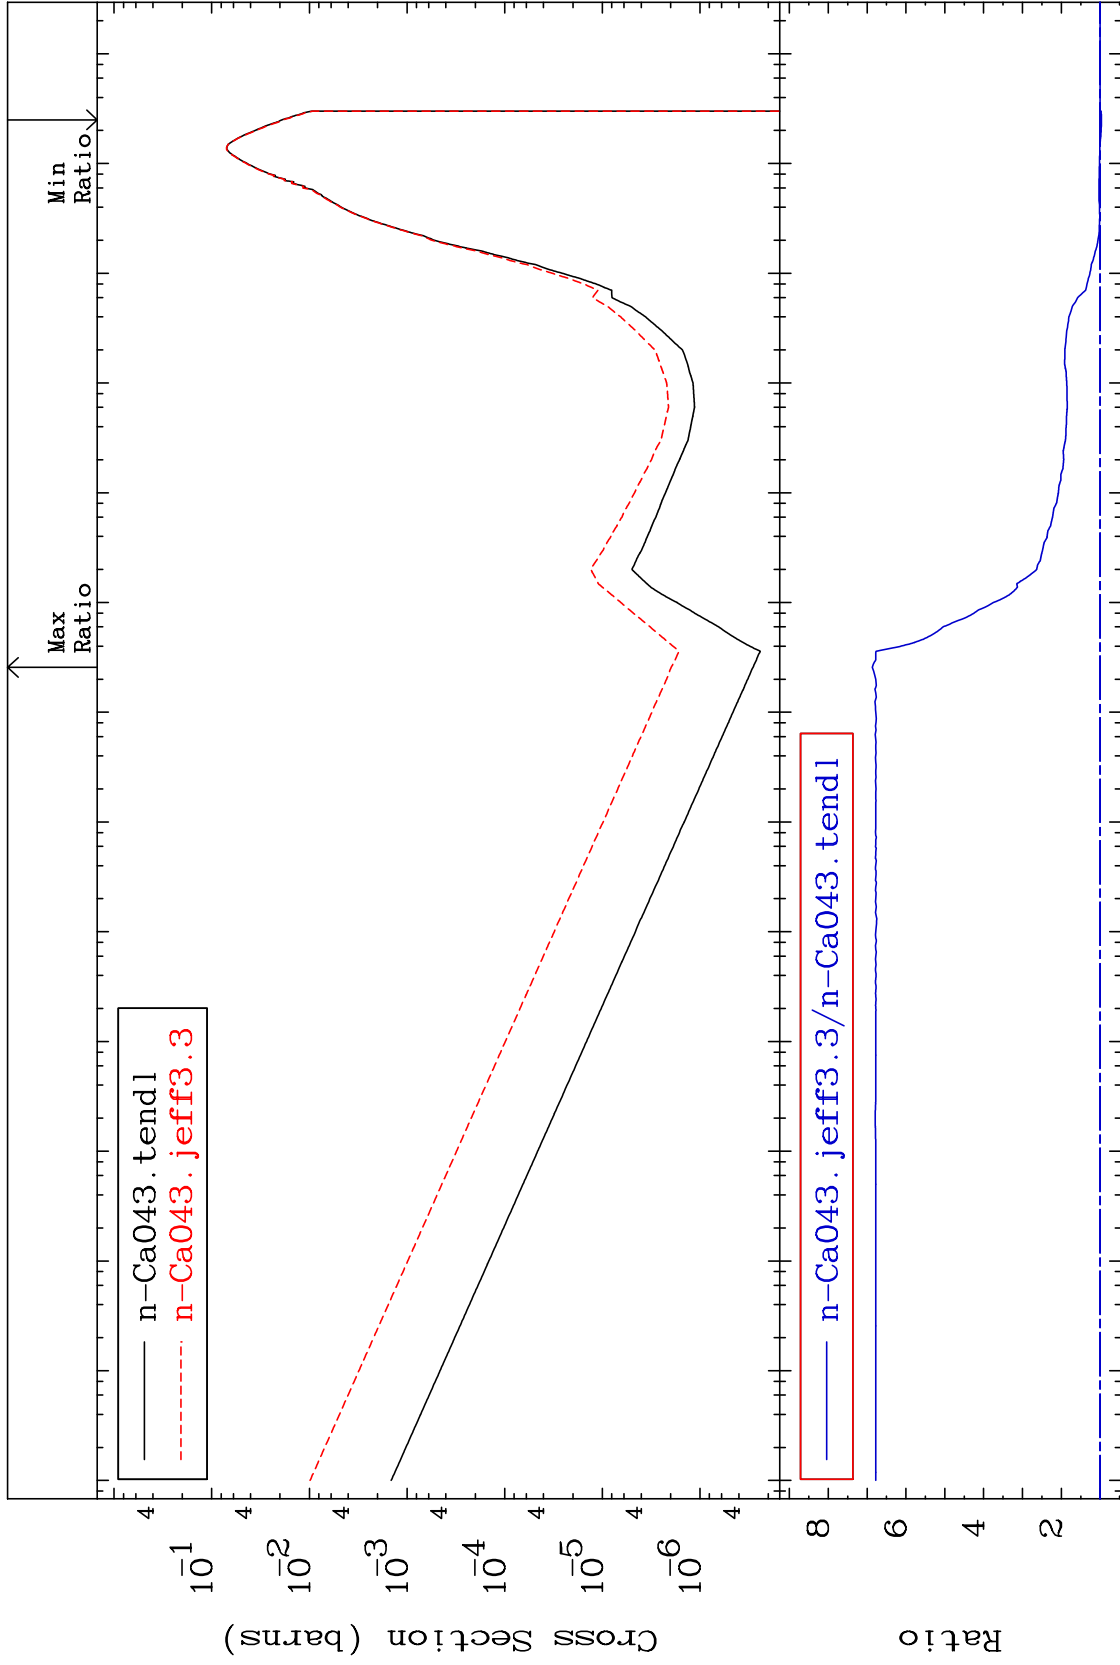 Max
Ratio
Min
Ratio
n-Ca043.tendl
n-Ca043.jeff3.3
4
10-1
4
10-2
4
10-3
4
10-4
4
10-5
4
10-6
4
Cross Section (barns)
n-Ca043.jeff3.3/n-Ca043.tendl
8
6
4
2
Ratio